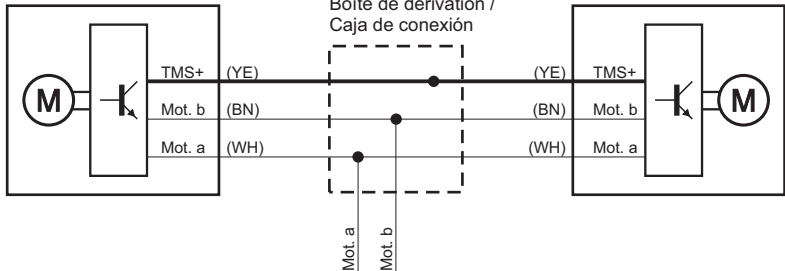 Boîte de dérivation /
Caja de conexión
TMS+ (YE) (YE) TMS+
M Mot. b (BN) (BN) Mot. b M
Mot. a (WH) (WH) Mot. a
Mot. a
Mot. b